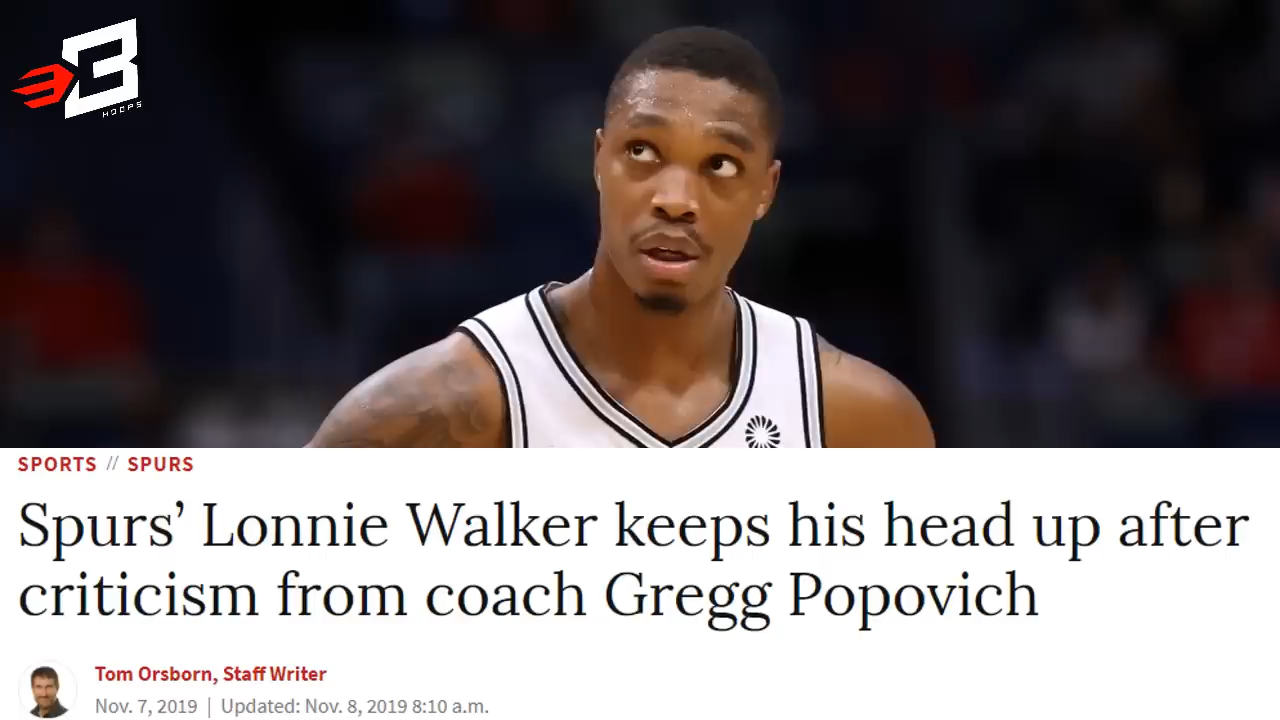 3
B
HOOPS
SPORTS // SPURS
Spurs’ Lonnie Walker keeps his head up after
criticism from coach Gregg Popovich
Tom Orsborn, Staff Writer
Nov. 7, 2019 | Updated: Nov. 8, 2019 8:10 a.m.